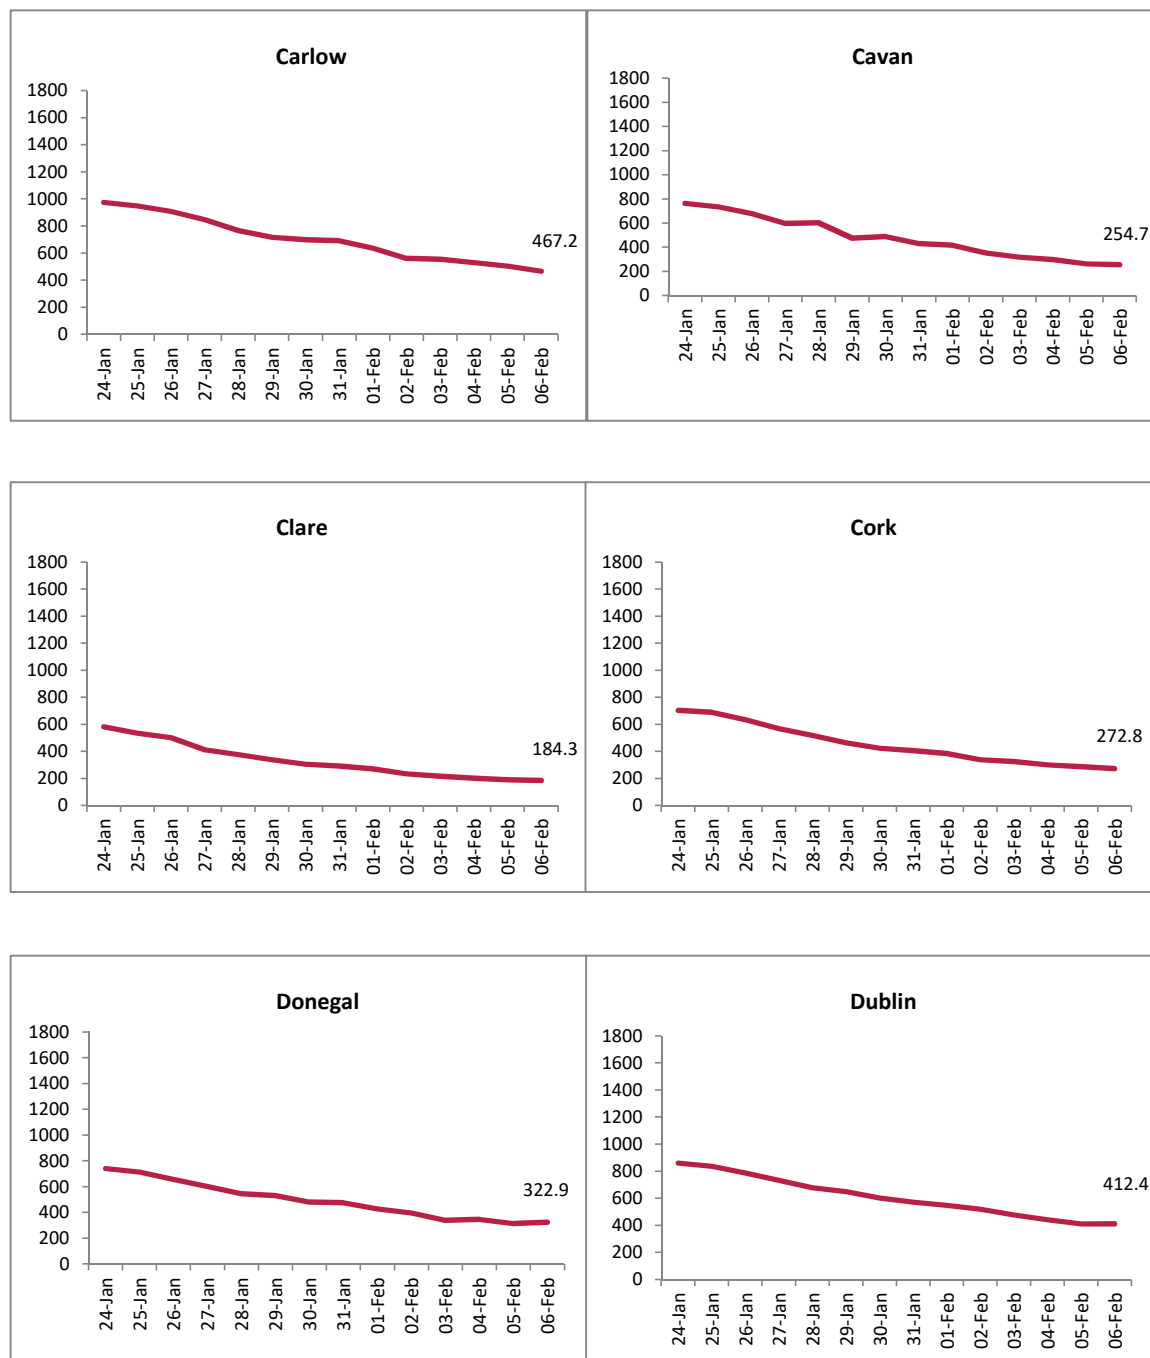 Carlow
1800
1600
1400
1200
1000
800
600
400
200
0
467.2
24-Jan
25-Jan
26-Jan
27-Jan
28-Jan
29-Jan
30-Jan
31-Jan
01-Feb
02-Feb
03-Feb
04-Feb
05-Feb
06-Feb
Cavan
1800
1600
1400
1200
1000
800
600
400
200
0
254.7
24-Jan
25-Jan
26-Jan
27-Jan
28-Jan
29-Jan
30-Jan
31-Jan
01-Feb
02-Feb
03-Feb
04-Feb
05-Feb
06-Feb
Clare
1800
1600
1400
1200
1000
800
600
400
200
0
184.3
24-Jan
25-Jan
26-Jan
27-Jan
28-Jan
29-Jan
30-Jan
31-Jan
01-Feb
02-Feb
03-Feb
04-Feb
05-Feb
06-Feb
Cork
1800
1600
1400
1200
1000
800
600
400
200
0
272.8
24-Jan
25-Jan
26-Jan
27-Jan
28-Jan
29-Jan
30-Jan
31-Jan
01-Feb
02-Feb
03-Feb
04-Feb
05-Feb
06-Feb
Donegal
1800
1600
1400
1200
1000
800
600
400
200
0
322.9
24-Jan
25-Jan
26-Jan
27-Jan
28-Jan
29-Jan
30-Jan
31-Jan
01-Feb
02-Feb
03-Feb
04-Feb
05-Feb
06-Feb
Dublin
1800
1600
1400
1200
1000
800
600
400
200
0
412.4
24-Jan
25-Jan
26-Jan
27-Jan
28-Jan
29-Jan
30-Jan
31-Jan
01-Feb
02-Feb
03-Feb
04-Feb
05-Feb
06-Feb